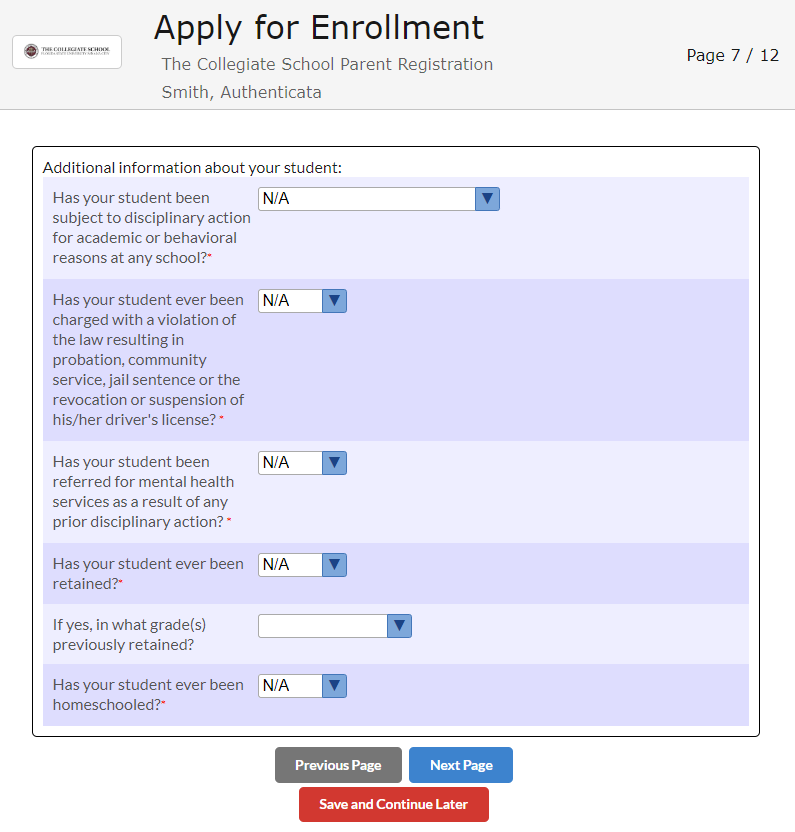 Apply for Enrollment
THE COLLEGIATE SCHOOL
The Collegiate School Parent Registration
Page 7 / 12
Smith, Authenticata
Additional information about your student:
Has your student been
subject to disciplinary action
for academic or behavioral
reasons at any school?*
N/A
Has your student ever been
charged with a violation of
the law resulting in
probation, community
service, jail sentence or the
revocation or suspension of
his/her driver's license? *
N/A
Has your student been
referred for mental health
services as a result of any
prior disciplinary action? *
N/A
Has your student ever been
retained?*
N/A
If yes, in what grade(s)
previously retained?
Has your student ever been
homeschooled?*
N/A
Previous Page
Next Page
Save and Continue Later